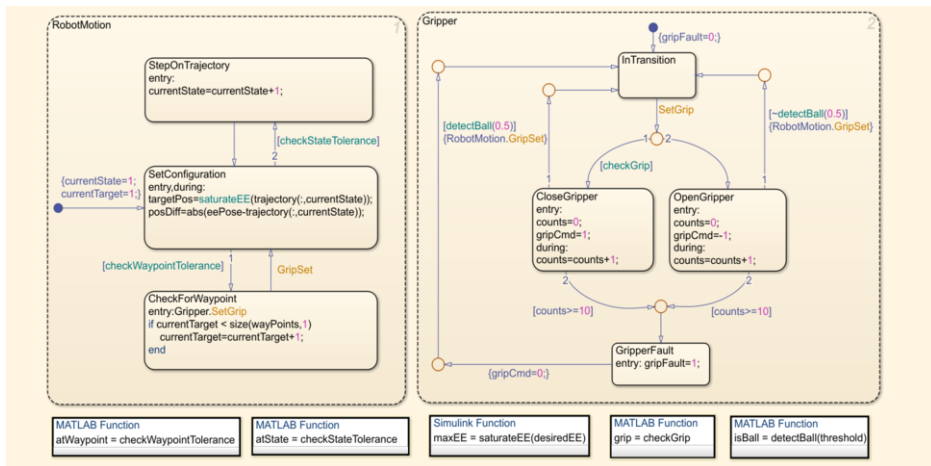 RobotMotion
1
StepOnTrajectory
entry:
currentState=currentState+1;
[checkStateTolerance]
2
{currentState=1;
currentTarget=1;}
SetConfiguration
entry,during:
targetPos=saturateEE(trajectory(:,currentState));
posDiff=abs(eePose-trajectory(:,currentState));
1
[checkWaypointTolerance]
GripSet
CheckForWaypoint
entry:Gripper.SetGrip
if currentTarget < size(wayPoints,1)
currentTarget=currentTarget+1;
end
Gripper
2
{gripFault=0;}
InTransition
SetGrip
[detectBall(0.5)]
{RobotMotion.GripSet}
[~detectBall(0.5)]
{RobotMotion.GripSet}
1
2
[checkGrip]
1
1
CloseGripper
entry:
counts=0;
gripCmd=1;
during:
counts=counts+1;
OpenGripper
entry:
counts=0;
gripCmd=-1;
during:
counts=counts+1;
2
2
[counts>=10]
[counts>=10]
GripperFault
entry: gripFault=1;
{gripCmd=0;}
MATLAB Function
atWaypoint = checkWaypointTolerance
MATLAB Function
atState = checkStateTolerance
Simulink Function
maxEE = saturateEE(desiredEE)
MATLAB Function
grip = checkGrip
MATLAB Function
isBall = detectBall(threshold)